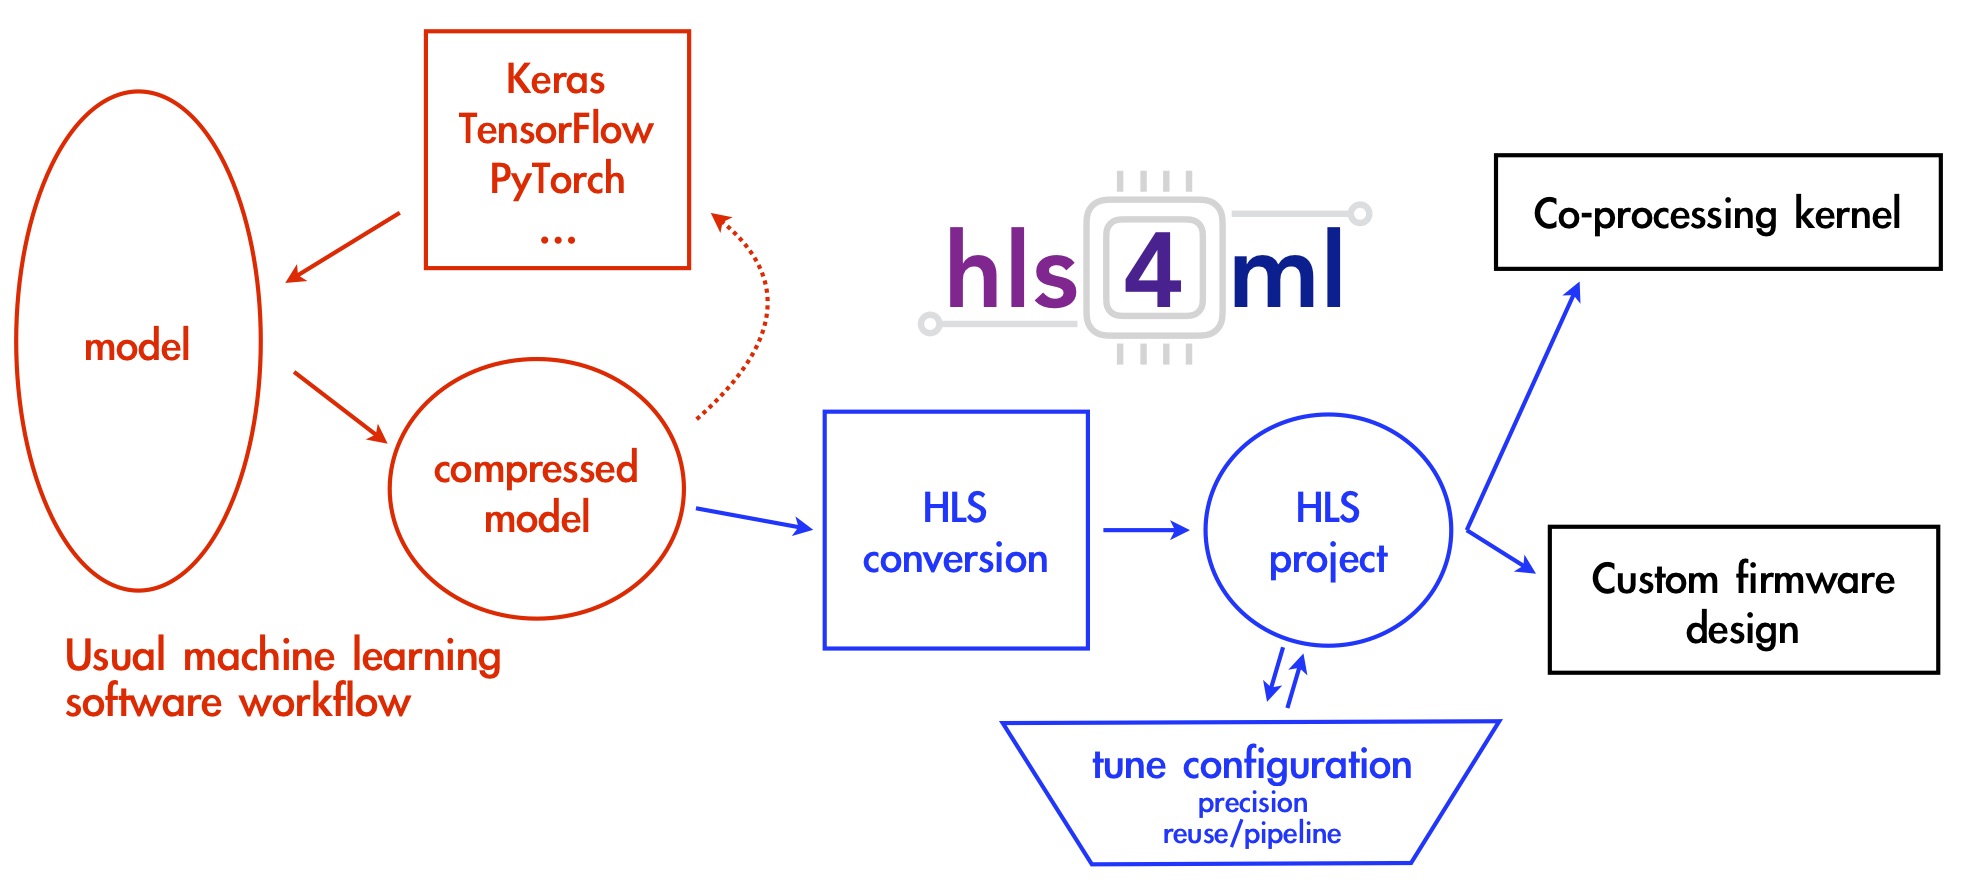 Keras
TensorFlow
PyTorch
...
model
compressed
model
Usual machine learning
software workflow
hls 4 ml
HLS
conversion
HLS
project
tune configuration
precision
reuse/pipeline
Co-processing kernel
Custom firmware
design